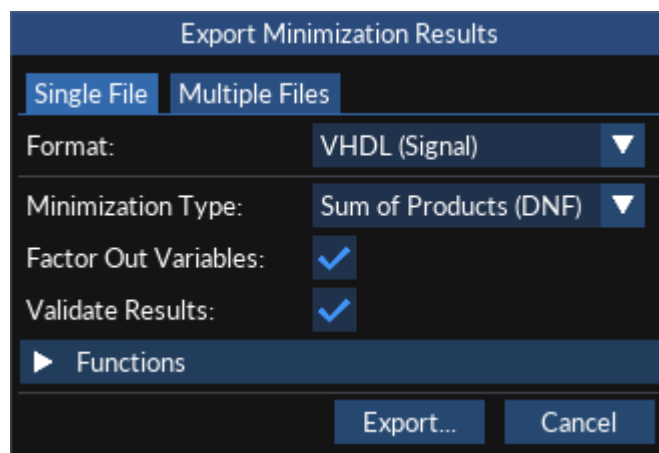 Export Minimization Results
Single File Multiple Files
Format: VHDL (Signal)
Minimization Type: Sum of Products (DNF)
Factor Out Variables:
Validate Results:
Functions
Export... Cancel